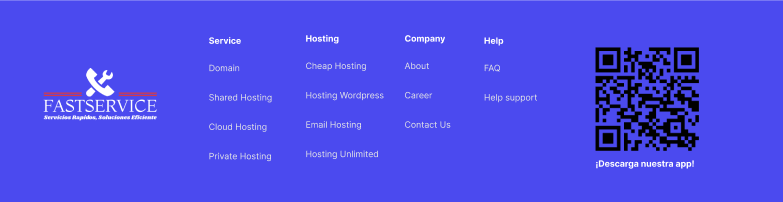 FASTSERVICE
Servicios Rapidos, Soluciones Eficiente
Service
Domain
Shared Hosting
Cloud Hosting
Private Hosting
Hosting
Cheap Hosting
Hosting Wordpress
Email Hosting
Hosting Unlimited
Company
About
Career
Contact Us
Help
FAQ
Help support
¡Descarga nuestra app!